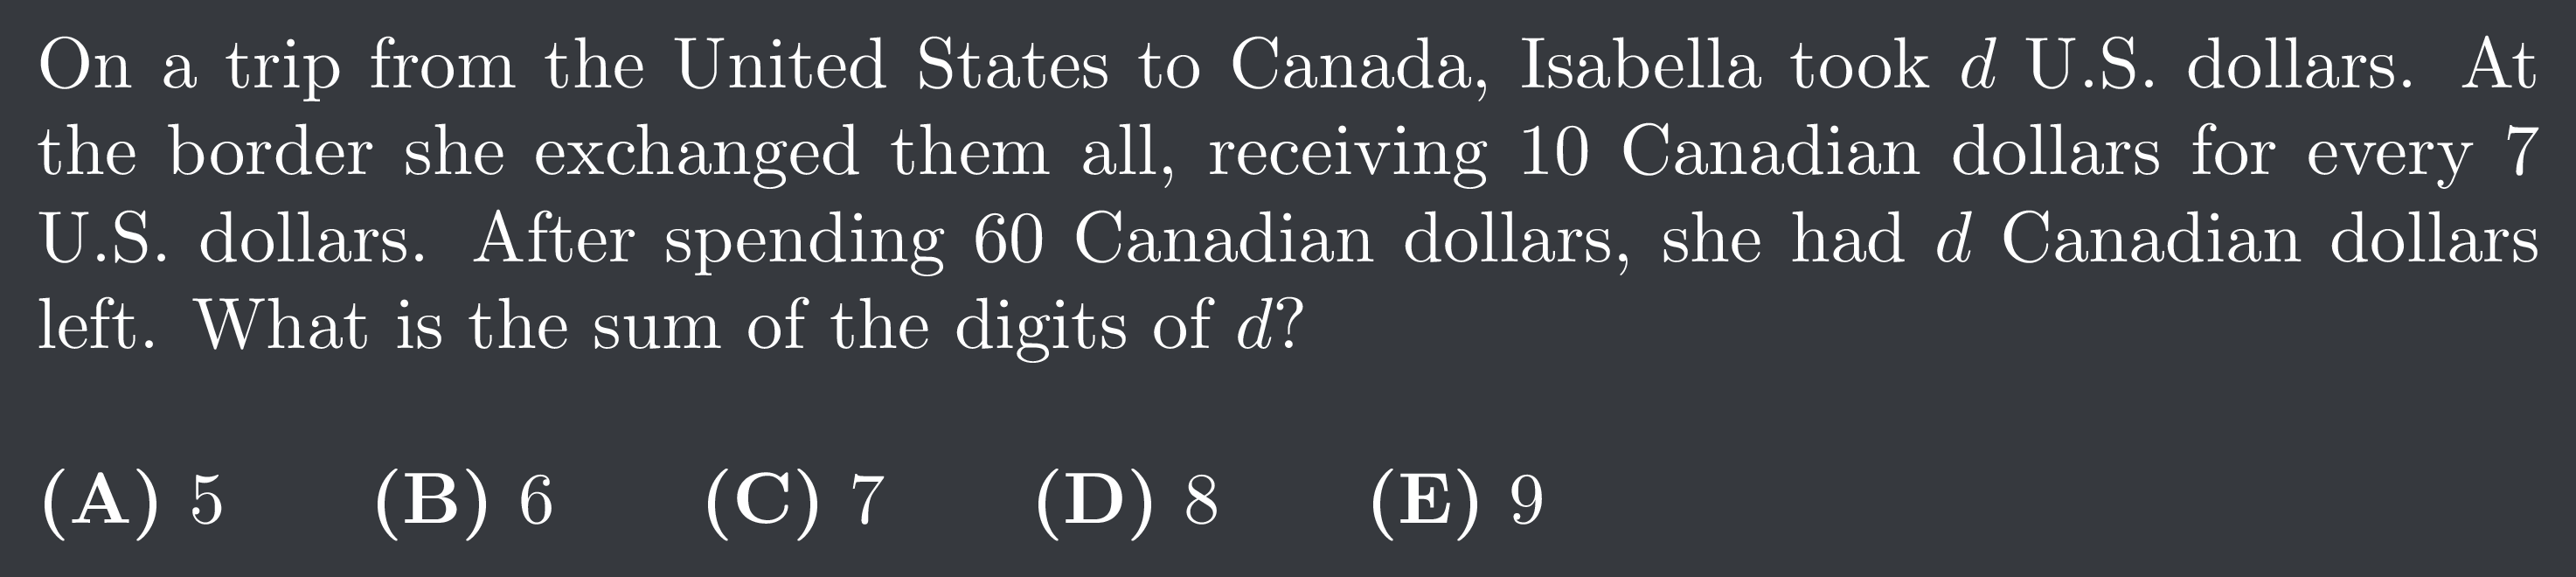 On a trip from the United States to Canada, Isabella took d U.S. dollars. At
the border she exchanged them all, receiving 10 Canadian dollars for every 7
U.S. dollars. After spending 60 Canadian dollars, she had d Canadian dollars
left. What is the sum of the digits of d?
(A) 5 (B) 6 (C) 7 (D) 8 (E) 9